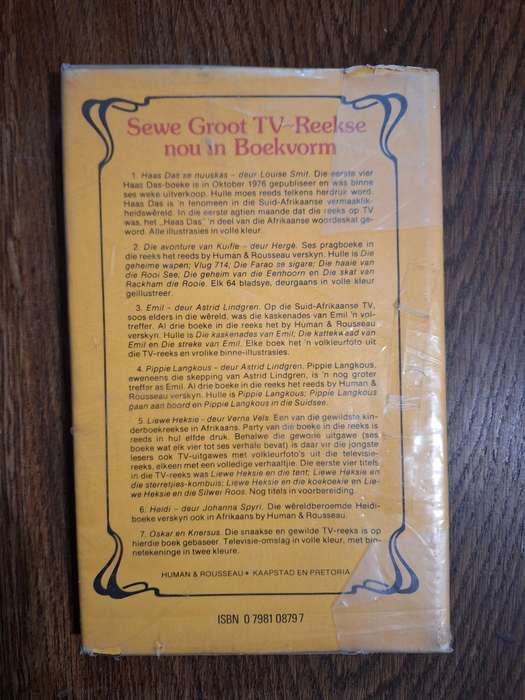 Sewe Groot TV-Reekse
nou in Boekvorm
1. Haas Das se nuuskas - deur Louise Smit. Die eerste vier
Haas Das-boeke is in Oktober 1976 gepubliseer en was binne
ses weke uitverkoop. Hulle moes reeds telkens herdruk word.
Haas Das is 'n fenomeen in die Suid-Afrikaanse vermaaklik-
heidswêreld. In die eerste agtien maande dat die reeks op TV
was, het „Haas Das" 'n deel van die Afrikaanse woordeskat ge-
word. Alle illustrasies in volle kleur.
2. Die avonture van Kuifie - deur Hergé. Ses pragboeke in
die reeks het reeds by Human & Rousseau verskyn. Hulle is Die
geheime wapen; Vlug 714; Die Farao se sigare; Die haaie van
die Rooi See; Die geheim van die Eenhoorn en Die skat van
Rackham die Rooie. Elk 64 bladsye, deurgaans in volle kleur
geïllustreer.
3. Emil - deur Astrid Lindgren. Op die Suid-Afrikaanse TV,
soos elders in die wêreld, was die kaskenades van Emil 'n vol-
treffer. Al drie boeke in die reeks het by Human & Rousseau
verskyn. Hulle is Die kaskenades van Emil; Die kattekwaad van
Emil en Die streke van Emil. Elke boek het 'n volkleurfoto uit
die TV-reeks en vrolike binne-illustrasies.
4. Pippie Langkous - deur Astrid Lindgren. Pippie Langkous,
eweneens die skepping van Astrid Lindgren, is 'n nog groter
treffer as Emil. Al drie boeke in die reeks het reeds by Human &
Rousseau verskyn. Hulle is Pippie Langkous; Pippie Langkous
gaan aan boord en Pippie Langkous in die Suidsee.
5. Liewe Heksie - deur Verna Vels. Een van die gewildste kin-
derboekreekse in Afrikaans. Party van die boeke in die reeks is
reeds in hul elfde druk. Benalwe die gewone uitgawe (ses
boeke wat elk vier tot ses verhale bevat) is daar vir die jongste
lesers ook TV-uitgawes met volkleurfoto's uit die televisie-
reeks, elkeen met een volledige verhaaltjie. Die eerste vier titels
in die TV-reeks was Liewe Heksie en die tent; Liewe Heksie en
die sterretjies-kombuis; Liewe Heksie en die koekoekie en Lie-
we Heksie en die Silwer Roos. Nog titels in voorbereiding.
6. Heidi - deur Johanna Spyri. Die wêreldberoemde Heidi-
boeke verskyn ook in Afrikaans by Human & Rousseau.
7. Oskar en Knersus. Die snaakse en gewilde TV-reeks is op
hierdie boek gebaseer. Televisie-omslag in volle kleur, met bin-
netekeninge in twee kleure.
HUMAN & ROUSSEAU • KAAPSTAD EN PRETORIA
ISBN 0 7981 0879 7